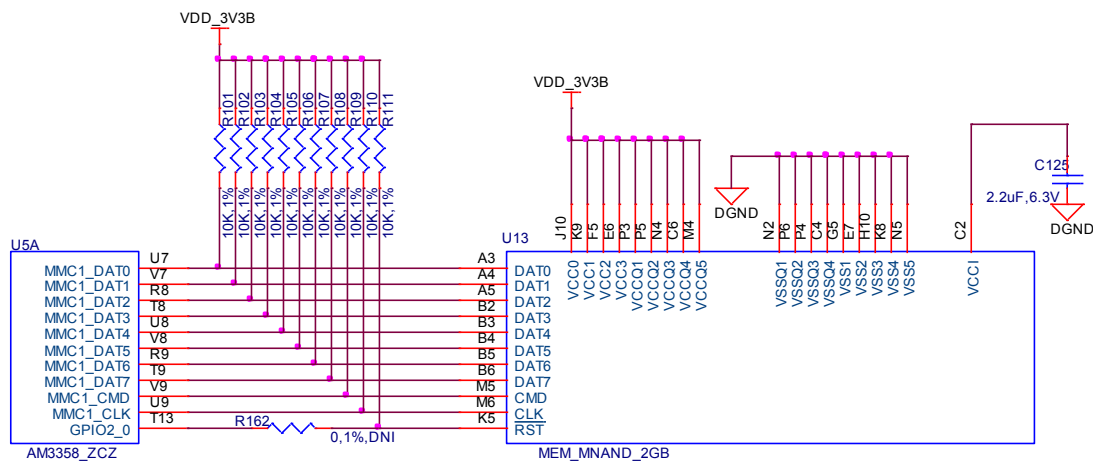 VDD_3V3B
R101
R102
R103
R104
R105
R106
R107
R108
R109
R110
R111
10K,1%
10K,1%
10K,1%
10K,1%
10K,1%
10K,1%
10K,1%
10K,1%
10K,1%
10K,1%
10K,1%
VDD_3V3B
DGND
C125
2.2uF,6.3V
DGND
U5A
MMC1_DAT0 U7
MMC1_DAT1 V7
MMC1_DAT2 R8
MMC1_DAT3 T8
MMC1_DAT4 U8
MMC1_DAT5 V8
MMC1_DAT6 R9
MMC1_DAT7 T9
MMC1_CMD V9
MMC1_CLK U9
GPIO2_0 T13
AM3358_ZCZ
R162
0,1%,DNI
U13
J10 VCC0
K9 VCC1
F5 VCC2
E6 VCC3
P3 VCCQ1
P5 VCCQ2
N4 VCCQ3
C6 VCCQ4
M4 VCCQ5
N2 VSSQ1
P6 VSSQ2
P4 VSSQ3
C4 VSSQ4
G5 VSS1
E7 VSS2
H10 VSS3
K8 VSS4
N5 VSS5
C2 VCCI
A3 DAT0
A4 DAT1
A5 DAT2
B2 DAT3
B3 DAT4
B4 DAT5
B5 DAT6
B6 DAT7
M5 CMD
M6 CLK
K5 RST
MEM_MNAND_2GB